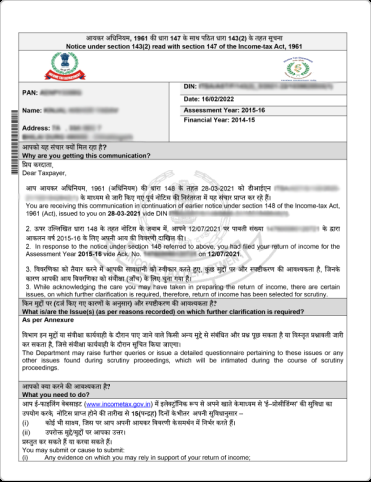 आयकर अधिनियम, 1961 की धारा 147 के साथ पठित धारा 143(2) के तहत सूचना
Notice under section 143(2) read with section 147 of the Income-tax Act, 1961
PAN:
DIN:
Date: 16/02/2022
Name:
Assessment Year: 2015-16
Financial Year: 2014-15
Address:
आपको यह संचार क्यों मिल रहा है?
Why are you getting this communication?
प्रिय करदाता,
Dear Taxpayer,
आप आयकर अधिनियम, 1961 (अधिनियम) की धारा 148 के तहत 28-03-2021 को डीआईएन
के माध्यम से जारी किए गए पूर्व नोटिस की निरंतरता में यह संचार प्राप्त कर रहे हैं।
You are receiving this communication in continuation of earlier notice under section 148 of the Income-tax Act,
1961 (Act), issued to you on 28-03-2021 vide DIN
2. ऊपर उल्लिखित धारा 148 के तहत नोटिस के जवाब में, आपने 12/07/2021 पर पावती संख्या के द्वारा
आकलन वर्ष 2015-16 के लिए अपनी आय की विवरणी दाखिल की।
In response to the notice under section 148 referred to above, you had filed your return of income for the
Assessment Year 2015-16 vide Ack. No. on 12/07/2021.
3. विवरणिका को तैयार करने में आपकी सावधानी को स्वीकार करते हुए, कुछ मुद्दों पर और स्पष्टीकरण की आवश्यकता है, जिनके
कारण आपकी आय विवरणिका को संवीक्षा (जाँच) के लिए चुना गया है।
3. While acknowledging the care you may have taken in preparing the return of income, there are certain
issues, on which further clarification is required, therefore, return of income has been selected for scrutiny.
किन मुद्दों पर (दर्ज किए गए कारणों के अनुसार) और स्पष्टीकरण की आवश्यकता है?
What is/are the Issue(s) (as per reasons recorded) on which further clarification is required?
As per Annexure
विभाग इन मुद्दों या संवीक्षा कार्यवाही के दौरान पाए जाने वाले किसी अन्य मुद्दे से संबंधित और प्रश्न पूछ सकता है या विस्तृत प्रश्नावली जारी
कर सकता है, जिसे संवीक्षा कार्यवाही के दौरान सूचित किया जाएगा।
The Department may raise further queries or issue a detailed questionnaire pertaining to these issues or any
other issues found during scrutiny proceedings, which will be intimated during the course of scrutiny
proceedings.
आपको क्या करने की आवश्यकता है?
What you need to do?
आप ई-फाइलिंग वेबसाइट (www.incometax.gov.in) में इलेक्ट्रॉनिक रूप से अपने खाते के माध्यम से 'ई-प्रोसीडिंग्स' की सुविधा का
उपयोग करके, नोटिस प्राप्त होने की तारीख से 15(पन्द्रह) दिनों के भीतर अपनी सुविधानुसार –
(i) कोई भी साक्ष्य, जिस पर आप अपनी आयकर विवरणी के समर्थन में निर्भर करते हैं।
(ii) उपरोक्त मुद्दे/मुद्दों पर आपका उत्तर।
प्रस्तुत कर सकते हैं या करवा सकते हैं।
You may submit or cause to submit:
(i) Any evidence on which you may rely in support of your return of income;